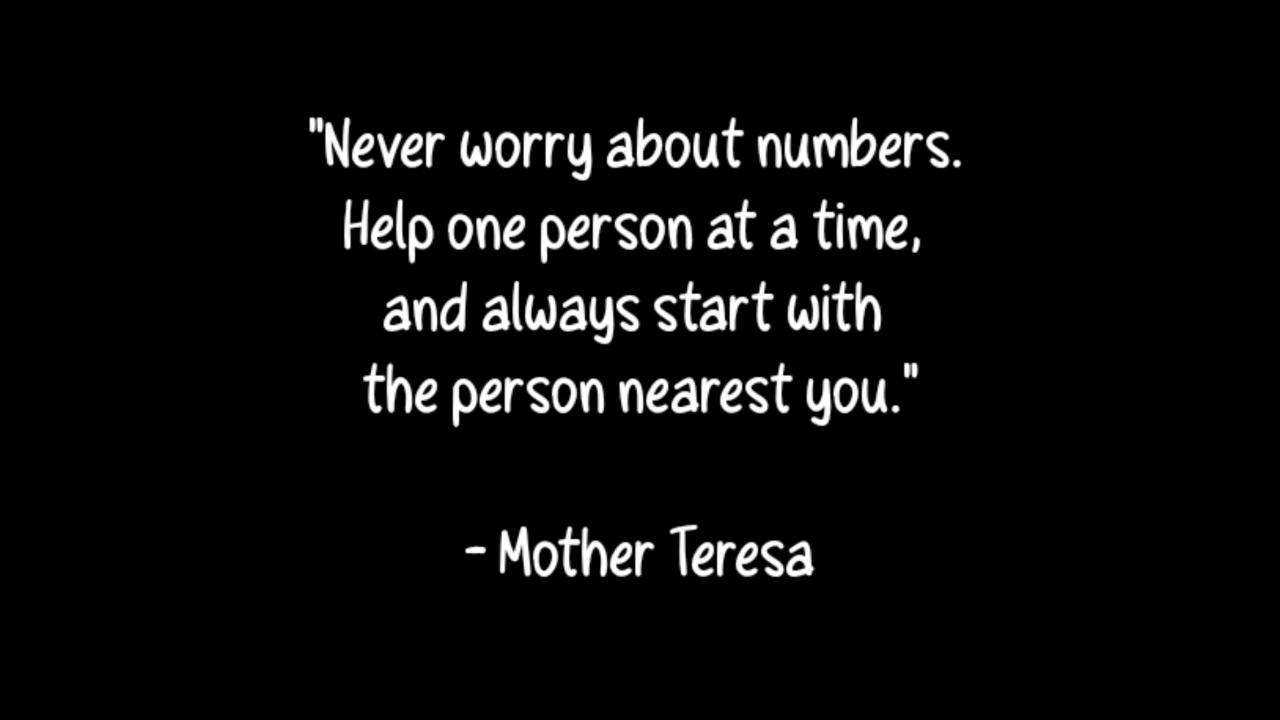 "Never worry about numbers.
Help one person at a time,
and always start with
the person nearest you."
- Mother Teresa